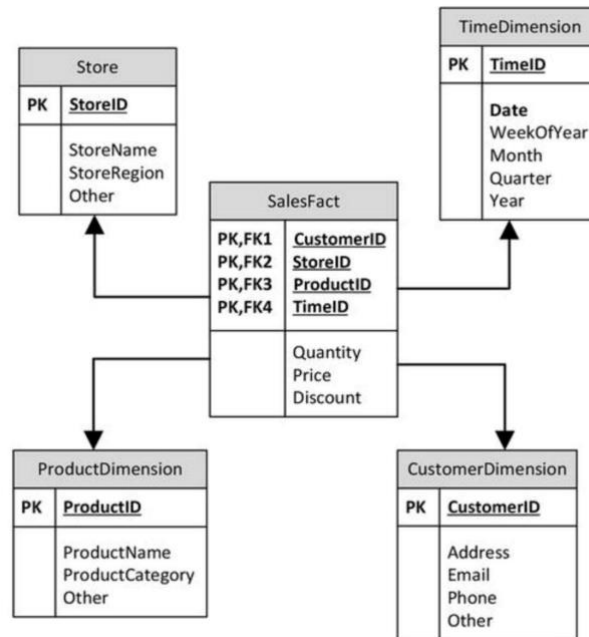 Store
PK StoreID
StoreName
StoreRegion
Other
TimeDimension
PK TimeID
Date
WeekOfYear
Month
Quarter
Year
SalesFact
PK,FK1 CustomerID
PK,FK2 StoreID
PK,FK3 ProductID
PK,FK4 TimeID
Quantity
Price
Discount
ProductDimension
PK ProductID
ProductName
ProductCategory
Other
CustomerDimension
PK CustomerID
Address
Email
Phone
Other